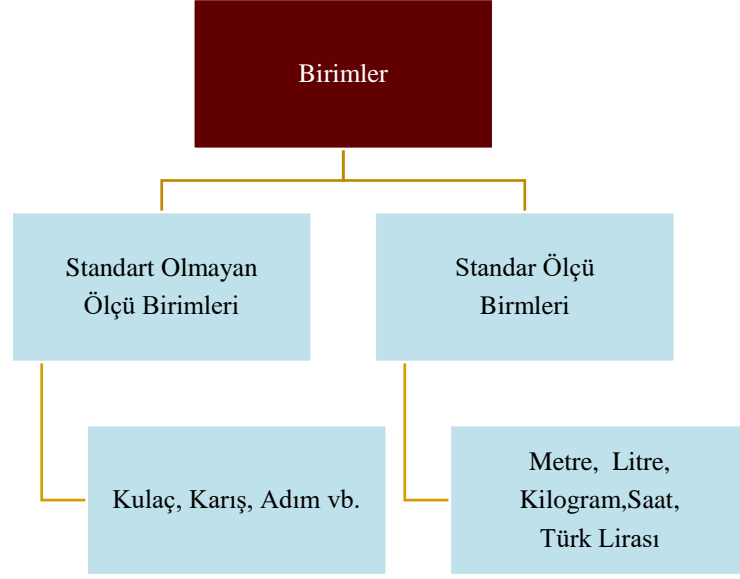 Birimler
Standart Olmayan
Ölçü Birimleri
Standar Ölçü
Birmleri
Kulaç, Karış, Adım vb.
Metre, Litre,
Kilogram,Saat,
Türk Lirası